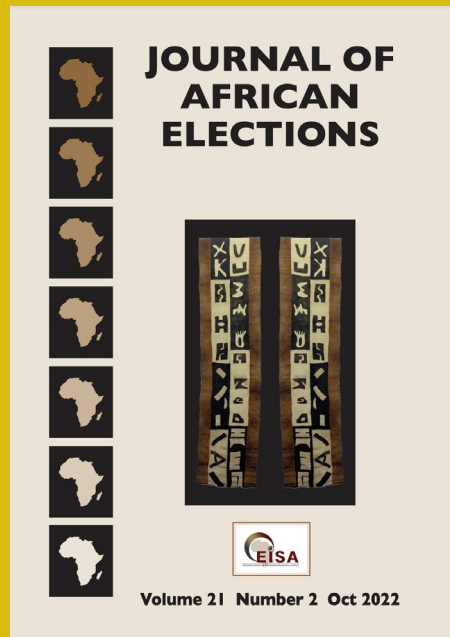 JOURNAL OF
AFRICAN
ELECTIONS
EISA
Volume 21 Number 2 Oct 2022